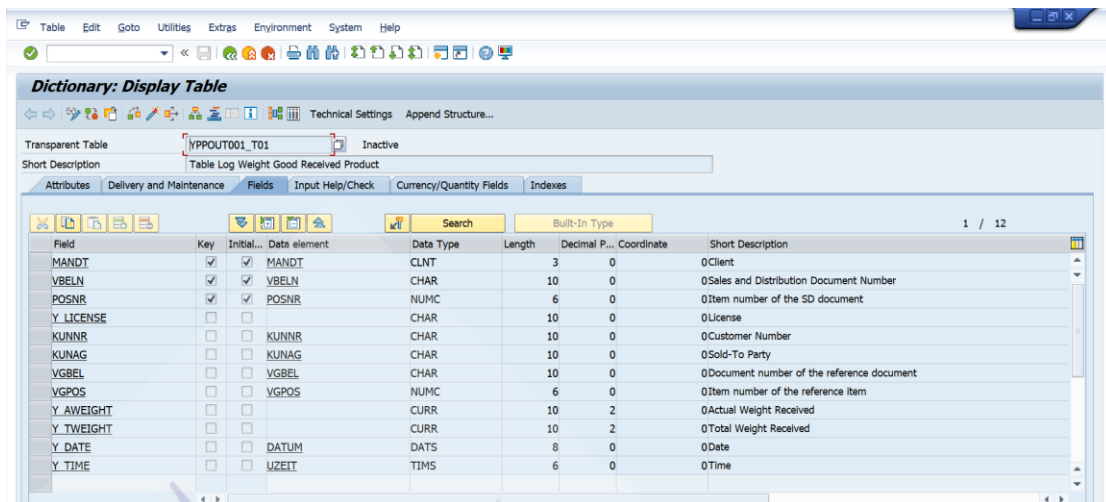 Table Edit Goto Utilities Extras Environment System Help
Dictionary: Display Table
Technical Settings Append Structure...
Transparent Table YPPOUT001_T01 Inactive
Short Description Table Log Weight Good Received Product
Attributes Delivery and Maintenance Fields Input Help/Check Currency/Quantity Fields Indexes
Search Built-In Type 1 / 12
Field Key Initial... Data element Data Type Length Decimal P... Coordinate Short Description
MANDT MANDT CLNT 3 0 0 Client
VBELN VBELN CHAR 10 0 0 Sales and Distribution Document Number
POSNR POSNR NUMC 6 0 0 Item number of the SD document
Y_LICENSE CHAR 10 0 0 License
KUNNR KUNNR CHAR 10 0 0 Customer Number
KUNAG KUNAG CHAR 10 0 0 Sold-To Party
VGBEL VGBEL CHAR 10 0 0 Document number of the reference document
VGPOS VGPOS NUMC 6 0 0 Item number of the reference item
Y_AWEIGHT CURR 10 2 0 Actual Weight Received
Y_TWEIGHT CURR 10 2 0 Total Weight Received
Y_DATE DATUM DATS 8 0 0 Date
Y_TIME UZEIT TIMS 6 0 0 Time